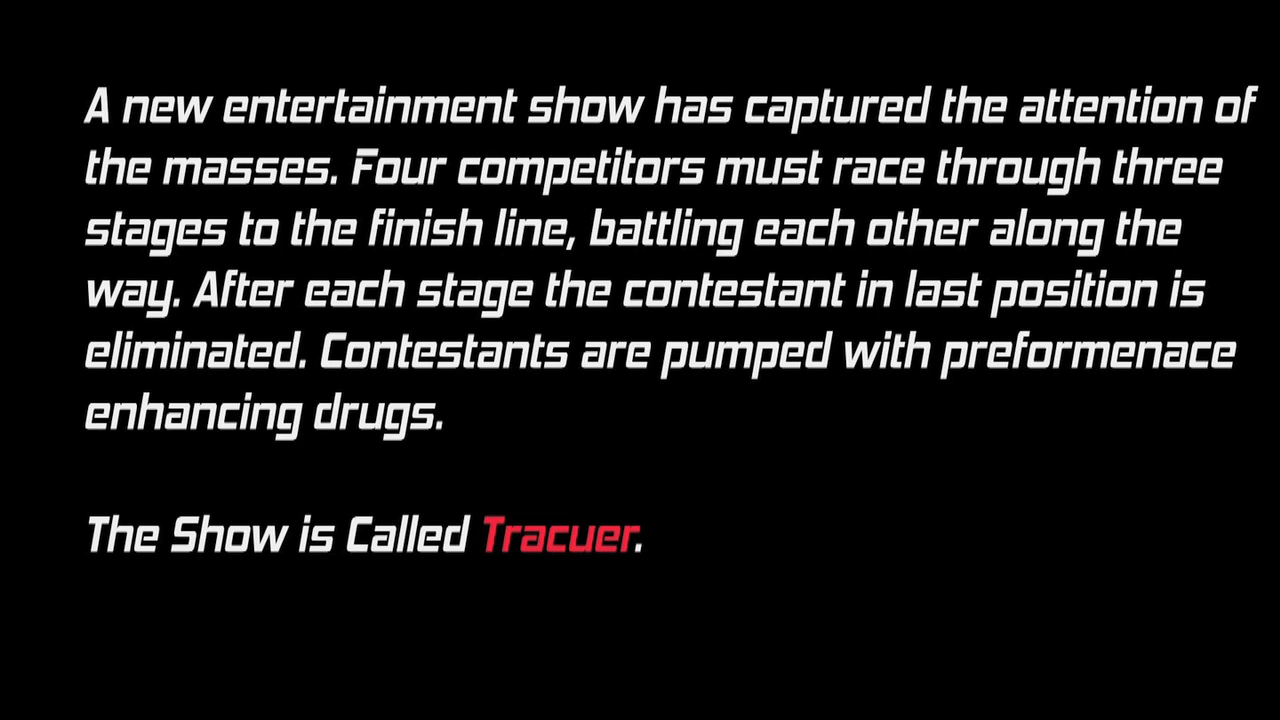 A new entertainment show has captured the attention of
the masses. Four competitors must race through three
stages to the finish line, battling each other along the
way. After each stage the contestant in last position is
eliminated. Contestants are pumped with preformenace
enhancing drugs.
The Show is Called Tracuer.